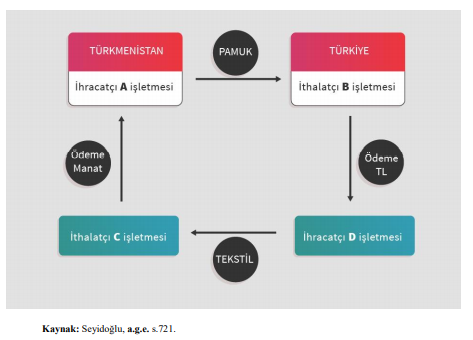 TÜRKMENİSTAN
PAMUK
TÜRKİYE
İhracatçı A işletmesi
İthalatçı B işletmesi
Ödeme
Manat
Ödeme
TL
İthalatçı C işletmesi
İhracatçı D işletmesi
TEKSTİL
Kaynak: Seyidoğlu, a.g.e. s.721.